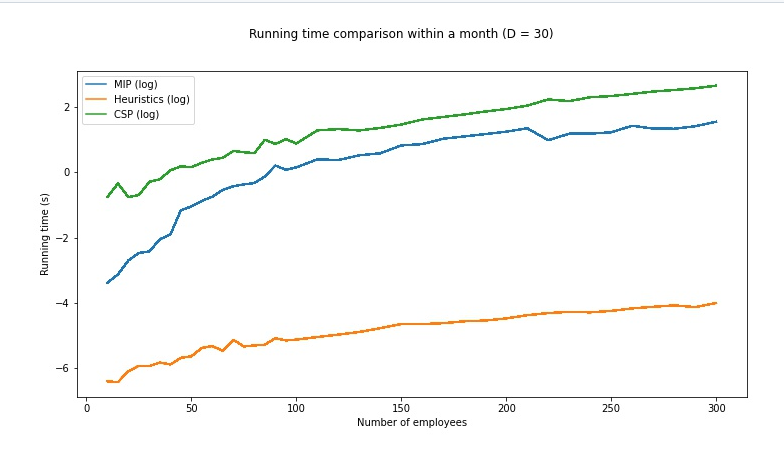 Running time comparison within a month (D = 30)
MIP (log)
Heuristics (log)
CSP (log)
Running time (s)
2
0
−2
−4
−6
0 50 100 150 200 250 300
Number of employees